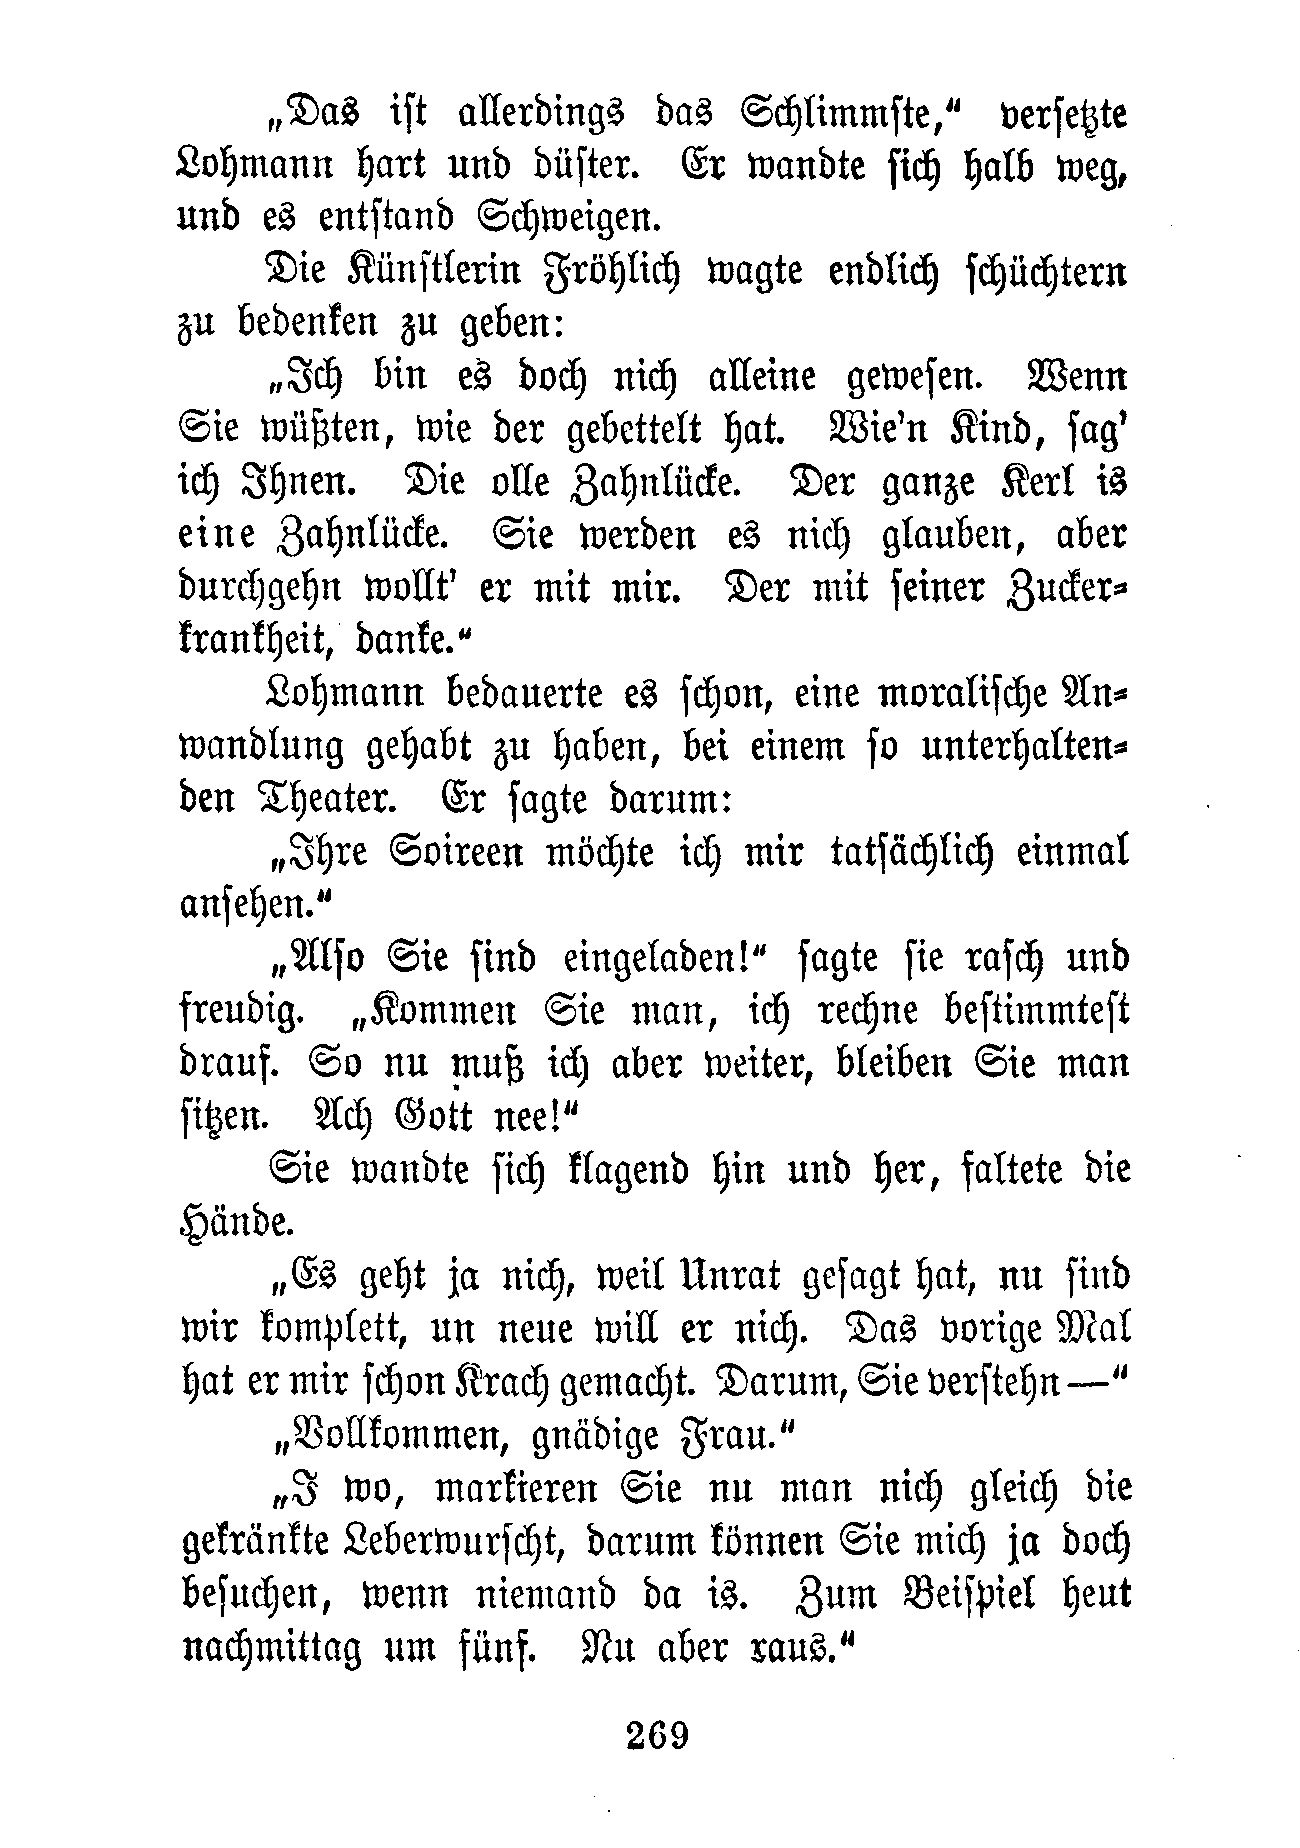 „Das ist allerdings das Schlimmste,“ versetzte
Lohmann hart und düster. Er wandte sich halb weg,
und es entstand Schweigen.
Die Künstlerin Fröhlich wagte endlich schüchtern
zu bedenken zu geben:
„Ich bin es doch nich alleine gewesen. Wenn
Sie wüßten, wie der gebettelt hat. Wie'n Kind, sag'
ich Ihnen. Die olle Zahnlücke. Der ganze Kerl is
eine Zahnlücke. Sie werden es nich glauben, aber
durchgehn wollt' er mit mir. Der mit seiner Zucker-
krankheit, danke.“
Lohmann bedauerte es schon, eine moralische An-
wandlung gehabt zu haben, bei einem so unterhalten-
den Theater. Er sagte darum:
„Ihre Soireen möchte ich mir tatsächlich einmal
ansehen.“
„Also Sie sind eingeladen!“ sagte sie rasch und
freudig. „Kommen Sie man, ich rechne bestimmtest
drauf. So nu muß ich aber weiter, bleiben Sie man
sitzen. Ach Gott nee!“
Sie wandte sich klagend hin und her, faltete die
Hände.
„Es geht ja nich, weil Unrat gesagt hat, nu sind
wir komplett, un neue will er nich. Das vorige Mal
hat er mir schon Krach gemacht. Darum, Sie verstehn—“
„Vollkommen, gnädige Frau.“
„I wo, markieren Sie nu man nich gleich die
gekränkte Leberwurscht, darum können Sie mich ja doch
besuchen, wenn niemand da is. Zum Beispiel heut
nachmittag um fünf. Nu aber raus.“
269